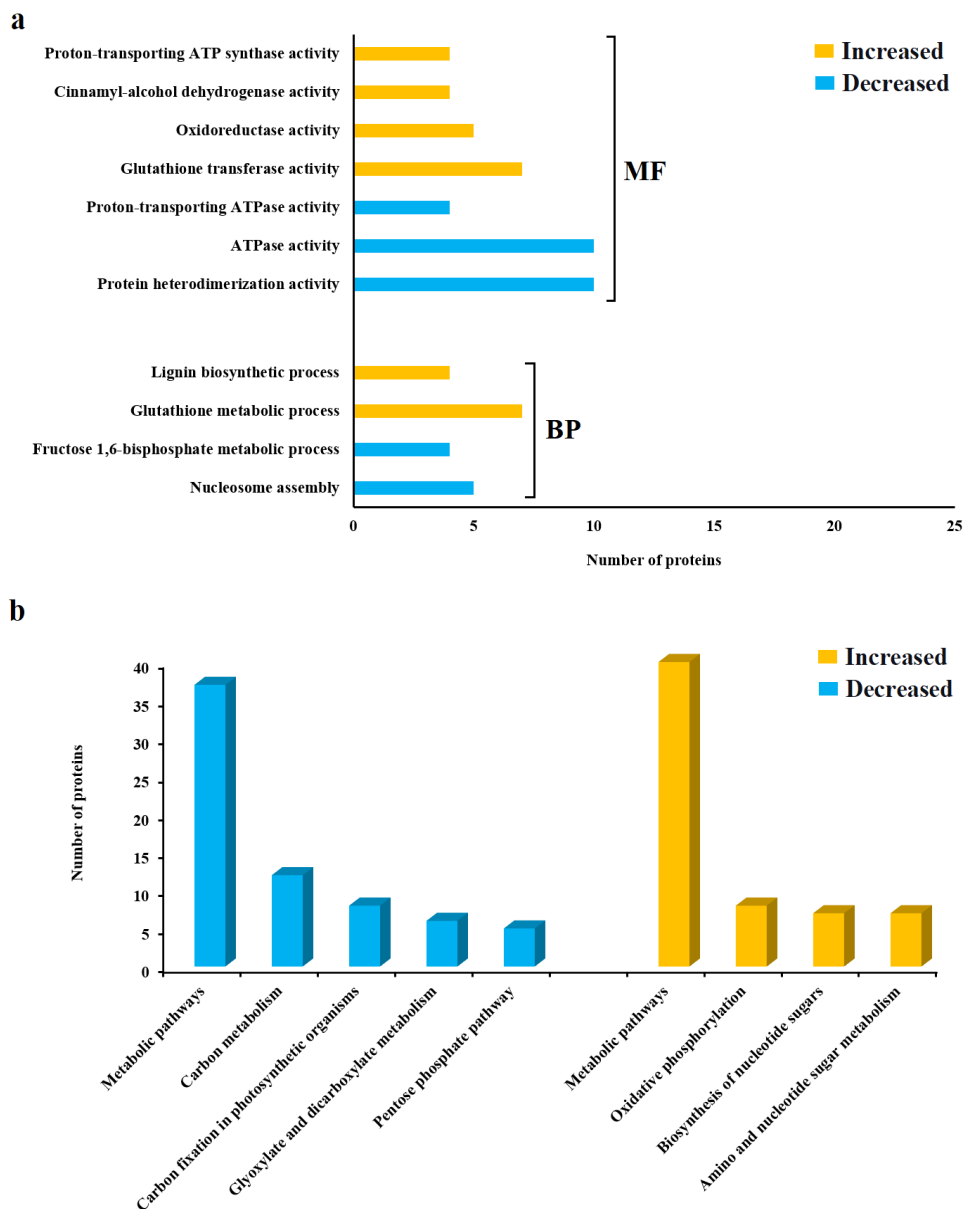 a
Proton-transporting ATP synthase activity
Cinnamyl-alcohol dehydrogenase activity
Oxidoreductase activity
Glutathione transferase activity
Proton-transporting ATPase activity
ATPase activity
Protein heterodimerization activity
Increased
Decreased
MF
Lignin biosynthetic process
Glutathione metabolic process
Fructose 1,6-bisphosphate metabolic process
Nucleosome assembly
BP
0 5 10 15 20 25
Number of proteins
b
Increased
Decreased
40
35
30
25
20
15
10
5
0
Number of proteins
Metabolic pathways
Carbon metabolism
Carbon fixation in photosynthetic organisms
Glyoxylate and dicarboxylate metabolism
Pentose phosphate pathway
Metabolic pathways
Oxidative phosphorylation
Biosynthesis of nucleotide sugars
Amino and nucleotide sugar metabolism